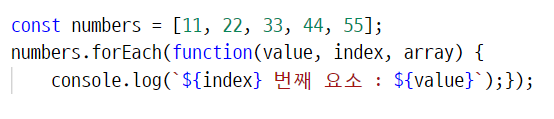 const numbers = [11, 22, 33, 44, 55];
numbers.forEach(function(value, index, array) {
    console.log(`${index} 번째 요소 : ${value}`);});